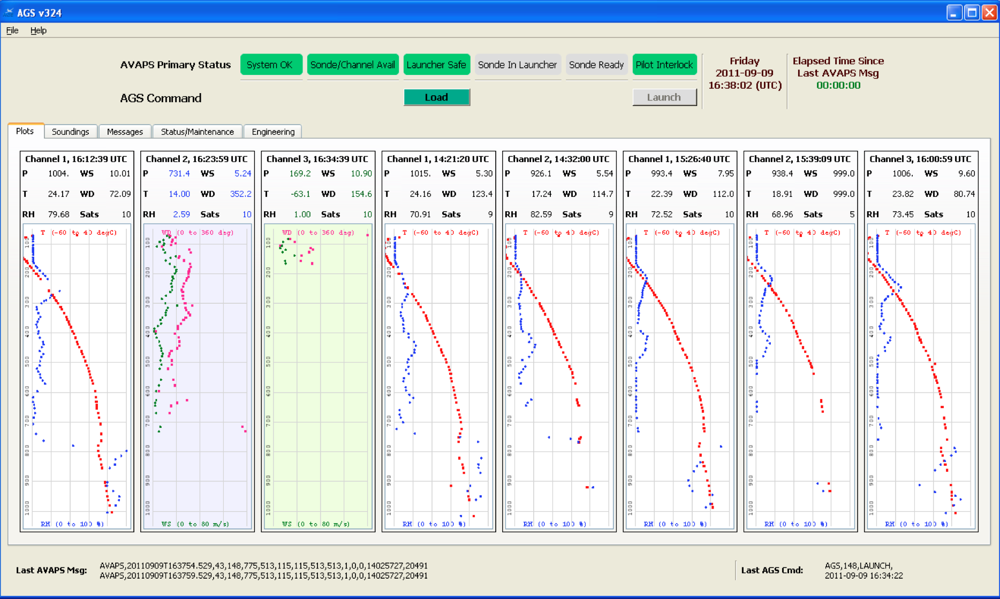 AGS v324
File Help
AVAPS Primary Status System OK Sonde/Channel Avail Launcher Safe Sonde In Launcher Sonde Ready Pilot Interlock
Friday
2011-09-09
16:38:02 (UTC)
Elapsed Time Since
Last AVAPS Msg
00:00:00
AGS Command Load Launch
Plots Soundings Messages Status/Maintenance Engineering
Channel 1, 16:12:39 UTC
P 1004. WS 10.01
T 24.17 WD 72.09
RH 79.68 Sats 10
T (-60 to 40 degC)
100
200
300
400
500
600
700
800
900
1000
RH (0 to 100 %)
Channel 2, 16:23:59 UTC
P 731.4 WS 5.24
T 14.00 WD 352.2
RH 2.59 Sats 10
WD (0 to 360 deg)
100
200
300
400
500
600
700
800
900
1000
WS (0 to 80 m/s)
Channel 3, 16:34:39 UTC
P 169.2 WS 10.90
T -63.1 WD 154.6
RH 1.00 Sats 10
WD (0 to 360 deg)
100
200
300
400
500
600
700
800
900
1000
WS (0 to 80 m/s)
Channel 1, 14:21:20 UTC
P 1015. WS 5.30
T 24.16 WD 123.4
RH 70.91 Sats 9
T (-60 to 40 degC)
100
200
300
400
500
600
700
800
900
1000
RH (0 to 100 %)
Channel 2, 14:32:00 UTC
P 926.1 WS 5.54
T 17.24 WD 114.7
RH 82.59 Sats 9
T (-60 to 40 degC)
100
200
300
400
500
600
700
800
900
1000
RH (0 to 100 %)
Channel 1, 15:26:40 UTC
P 993.4 WS 7.95
T 22.39 WD 112.0
RH 72.52 Sats 10
T (-60 to 40 degC)
100
200
300
400
500
600
700
800
900
1000
RH (0 to 100 %)
Channel 2, 15:39:09 UTC
P 938.4 WS 999.0
T 18.91 WD 999.0
RH 68.96 Sats 5
T (-60 to 40 degC)
100
200
300
400
500
600
700
800
900
1000
RH (0 to 100 %)
Channel 3, 16:00:59 UTC
P 1006. WS 9.60
T 23.82 WD 80.74
RH 73.45 Sats 10
T (-60 to 40 degC)
100
200
300
400
500
600
700
800
900
1000
RH (0 to 100 %)
Last AVAPS Msg:
AVAPS,20110909T163754.529,43,148,775,513,115,115,513,513,1,0,0,14025727,20491
AVAPS,20110909T163759.529,43,148,775,513,115,115,513,513,1,0,0,14025727,20491
Last AGS Cmd:
AGS,148,LAUNCH,
2011-09-09 16:34:22